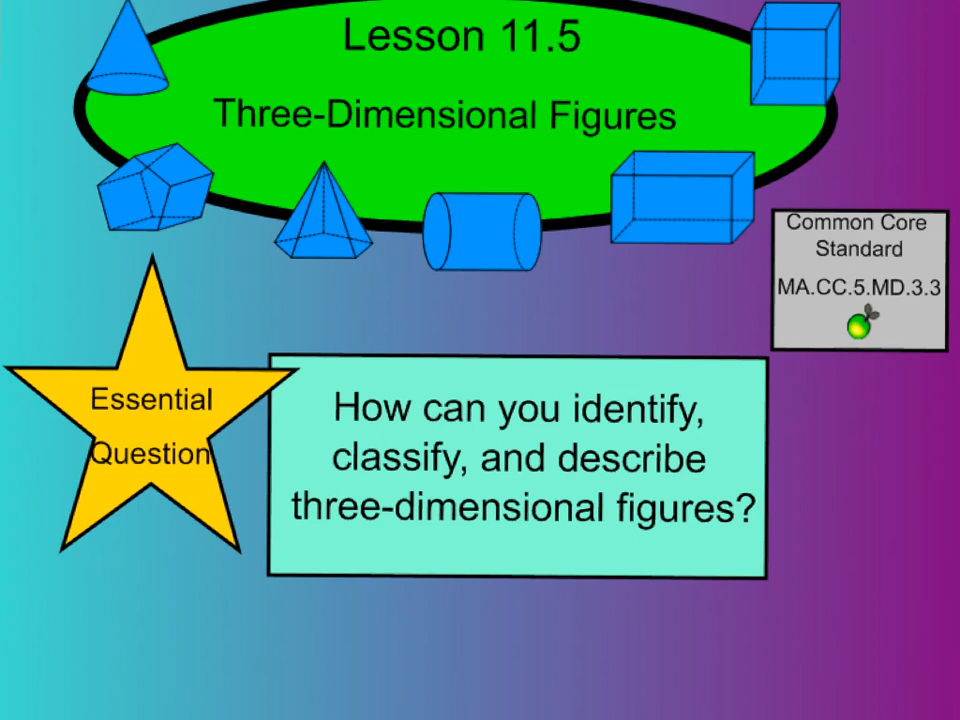 Lesson 11.5
Three-Dimensional Figures
Common Core
Standard
MA.CC.5.MD.3.3
Essential
Question
How can you identify,
classify, and describe
three-dimensional figures?